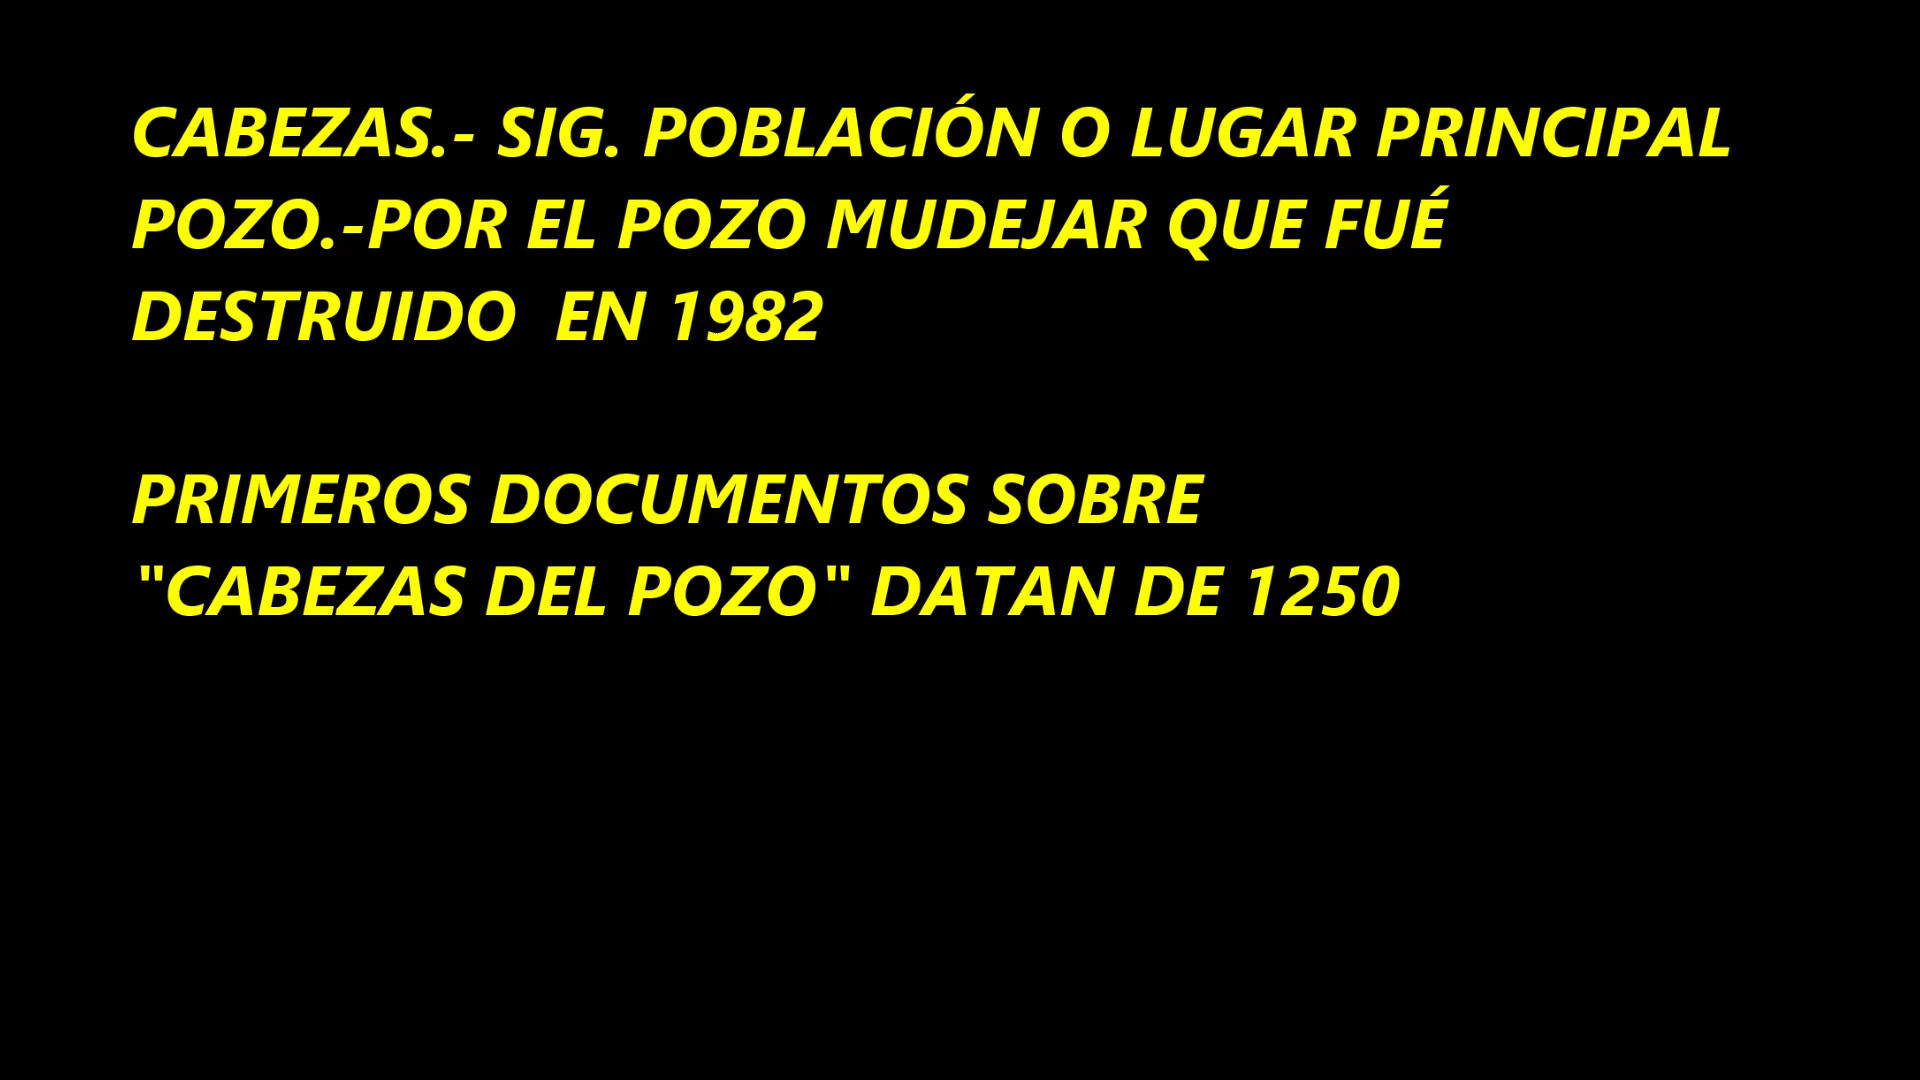 CABEZAS.- SIG. POBLACIÓN O LUGAR PRINCIPAL
POZO.-POR EL POZO MUDEJAR QUE FUÉ
DESTRUIDO  EN 1982
PRIMEROS DOCUMENTOS SOBRE
"CABEZAS DEL POZO" DATAN DE 1250